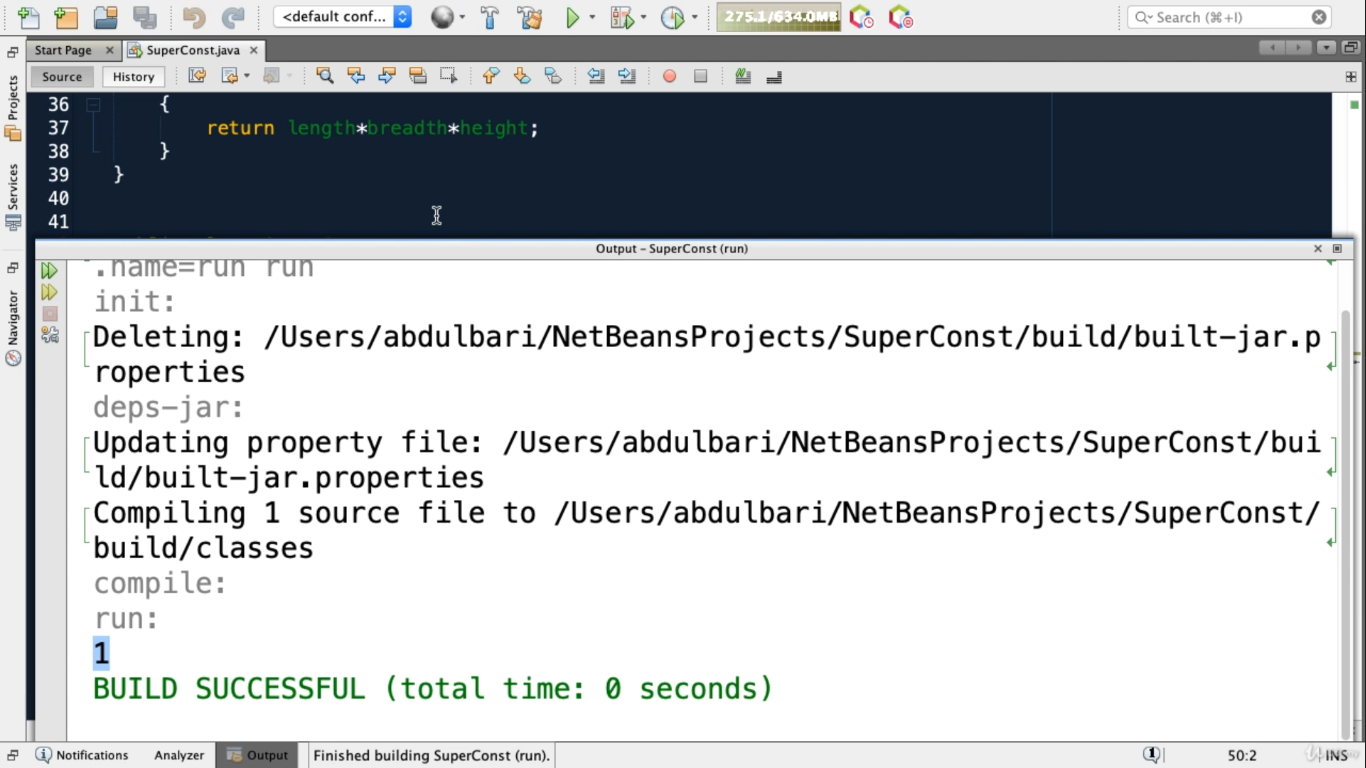 <default conf...
275.1/634.0MB
Search (⌘+I)
Start Page
SuperConst.java
Source
History
Projects
Services
Navigator
36 {
37 return length*breadth*height;
38 }
39 }
40
41
Output – SuperConst (run)
.name=run run
init:
Deleting: /Users/abdulbari/NetBeansProjects/SuperConst/build/built-jar.p
roperties
deps-jar:
Updating property file: /Users/abdulbari/NetBeansProjects/SuperConst/bui
ld/built-jar.properties
Compiling 1 source file to /Users/abdulbari/NetBeansProjects/SuperConst/
build/classes
compile:
run:
1
BUILD SUCCESSFUL (total time: 0 seconds)
Notifications
Analyzer
Output
Finished building SuperConst (run).
1
50:2
INS